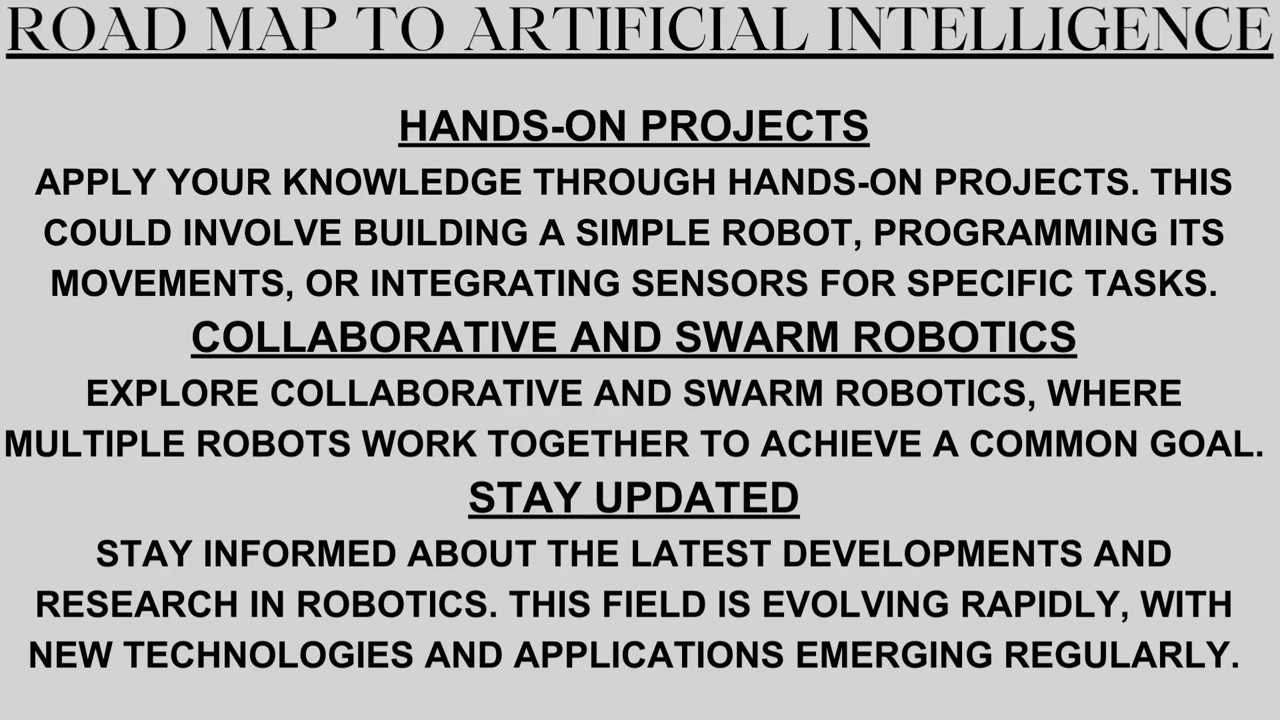 ROAD MAP TO ARTIFICIAL INTELLIGENCE
HANDS-ON PROJECTS
APPLY YOUR KNOWLEDGE THROUGH HANDS-ON PROJECTS. THIS
COULD INVOLVE BUILDING A SIMPLE ROBOT, PROGRAMMING ITS
MOVEMENTS, OR INTEGRATING SENSORS FOR SPECIFIC TASKS.
COLLABORATIVE AND SWARM ROBOTICS
EXPLORE COLLABORATIVE AND SWARM ROBOTICS, WHERE
MULTIPLE ROBOTS WORK TOGETHER TO ACHIEVE A COMMON GOAL.
STAY UPDATED
STAY INFORMED ABOUT THE LATEST DEVELOPMENTS AND
RESEARCH IN ROBOTICS. THIS FIELD IS EVOLVING RAPIDLY, WITH
NEW TECHNOLOGIES AND APPLICATIONS EMERGING REGULARLY.